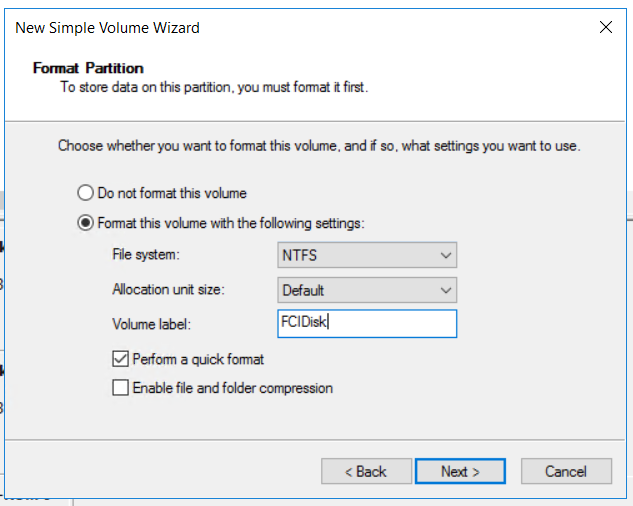 New Simple Volume Wizard
Format Partition
To store data on this partition, you must format it first.
Choose whether you want to format this volume, and if so, what settings you want to use.
Do not format this volume
Format this volume with the following settings:
File system: NTFS
Allocation unit size: Default
Volume label: FCIDisk
Perform a quick format
Enable file and folder compression
< Back Next > Cancel